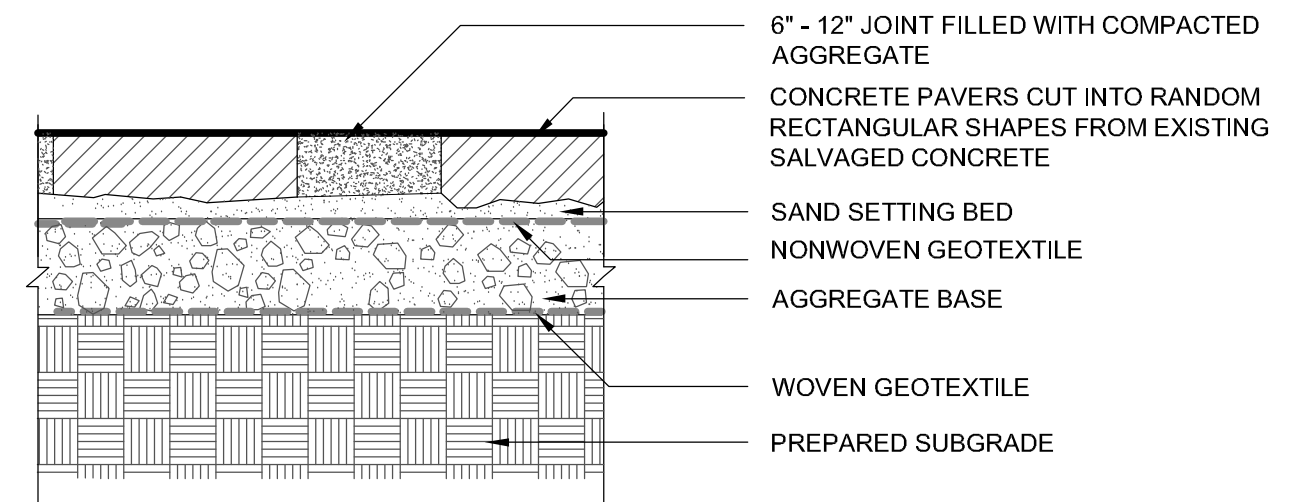 6" - 12" JOINT FILLED WITH COMPACTED
AGGREGATE
CONCRETE PAVERS CUT INTO RANDOM
RECTANGULAR SHAPES FROM EXISTING
SALVAGED CONCRETE
SAND SETTING BED
NONWOVEN GEOTEXTILE
AGGREGATE BASE
WOVEN GEOTEXTILE
PREPARED SUBGRADE